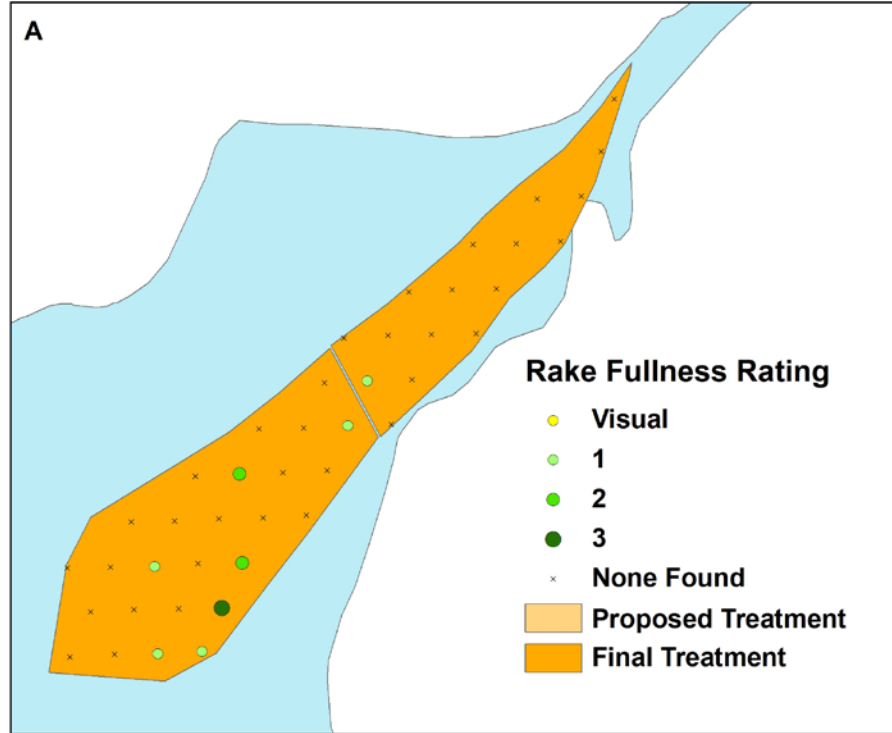 A
Rake Fullness Rating
Visual
1
2
3
None Found
Proposed Treatment
Final Treatment